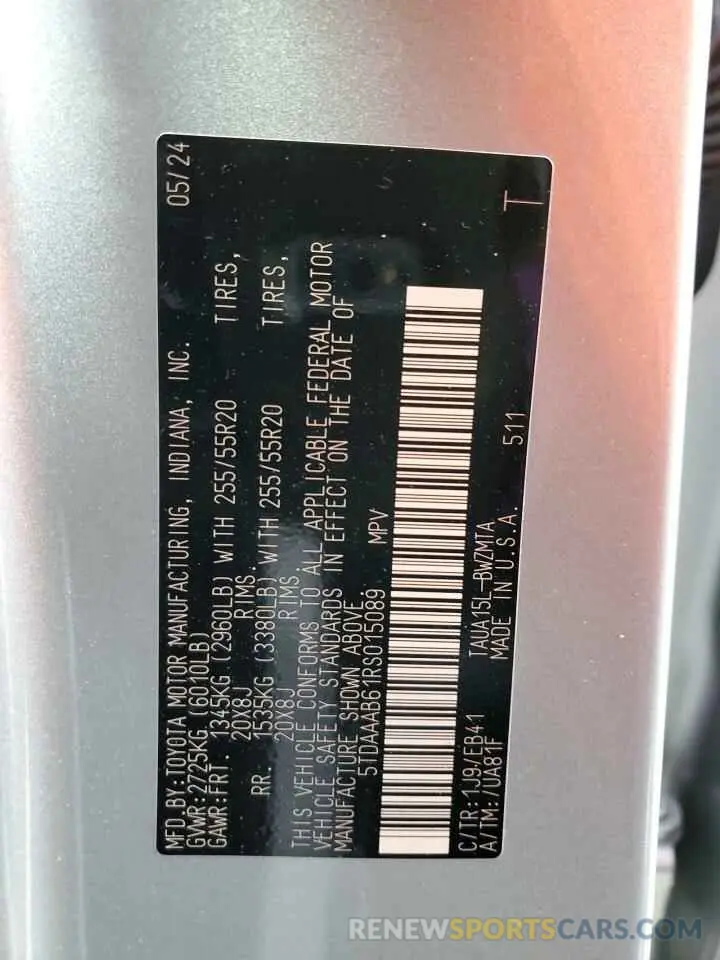 MFD.BY:TOYOTA MOTOR MANUFACTURING, INDIANA, INC. 05/24
GVWR:2725KG (6010LB)
GAWR:FRT. 1345KG (2960LB) WITH 255/55R20 TIRES,
20X8J RIMS,
RR. 1535KG (3380LB) WITH 255/55R20 TIRES,
20X8J RIMS,
THIS VEHICLE CONFORMS TO ALL APPLICABLE FEDERAL MOTOR
VEHICLE SAFETY STANDARDS IN EFFECT ON THE DATE OF
MANUFACTURE SHOWN ABOVE.
5TDAAAB61RS015089 MPV
C/TR:1J9/EB41 TAUA15L-BWZMTA 511 T
A/TM:/UA81F MADE IN U.S.A.
RENEWSPORTSCARS.COM